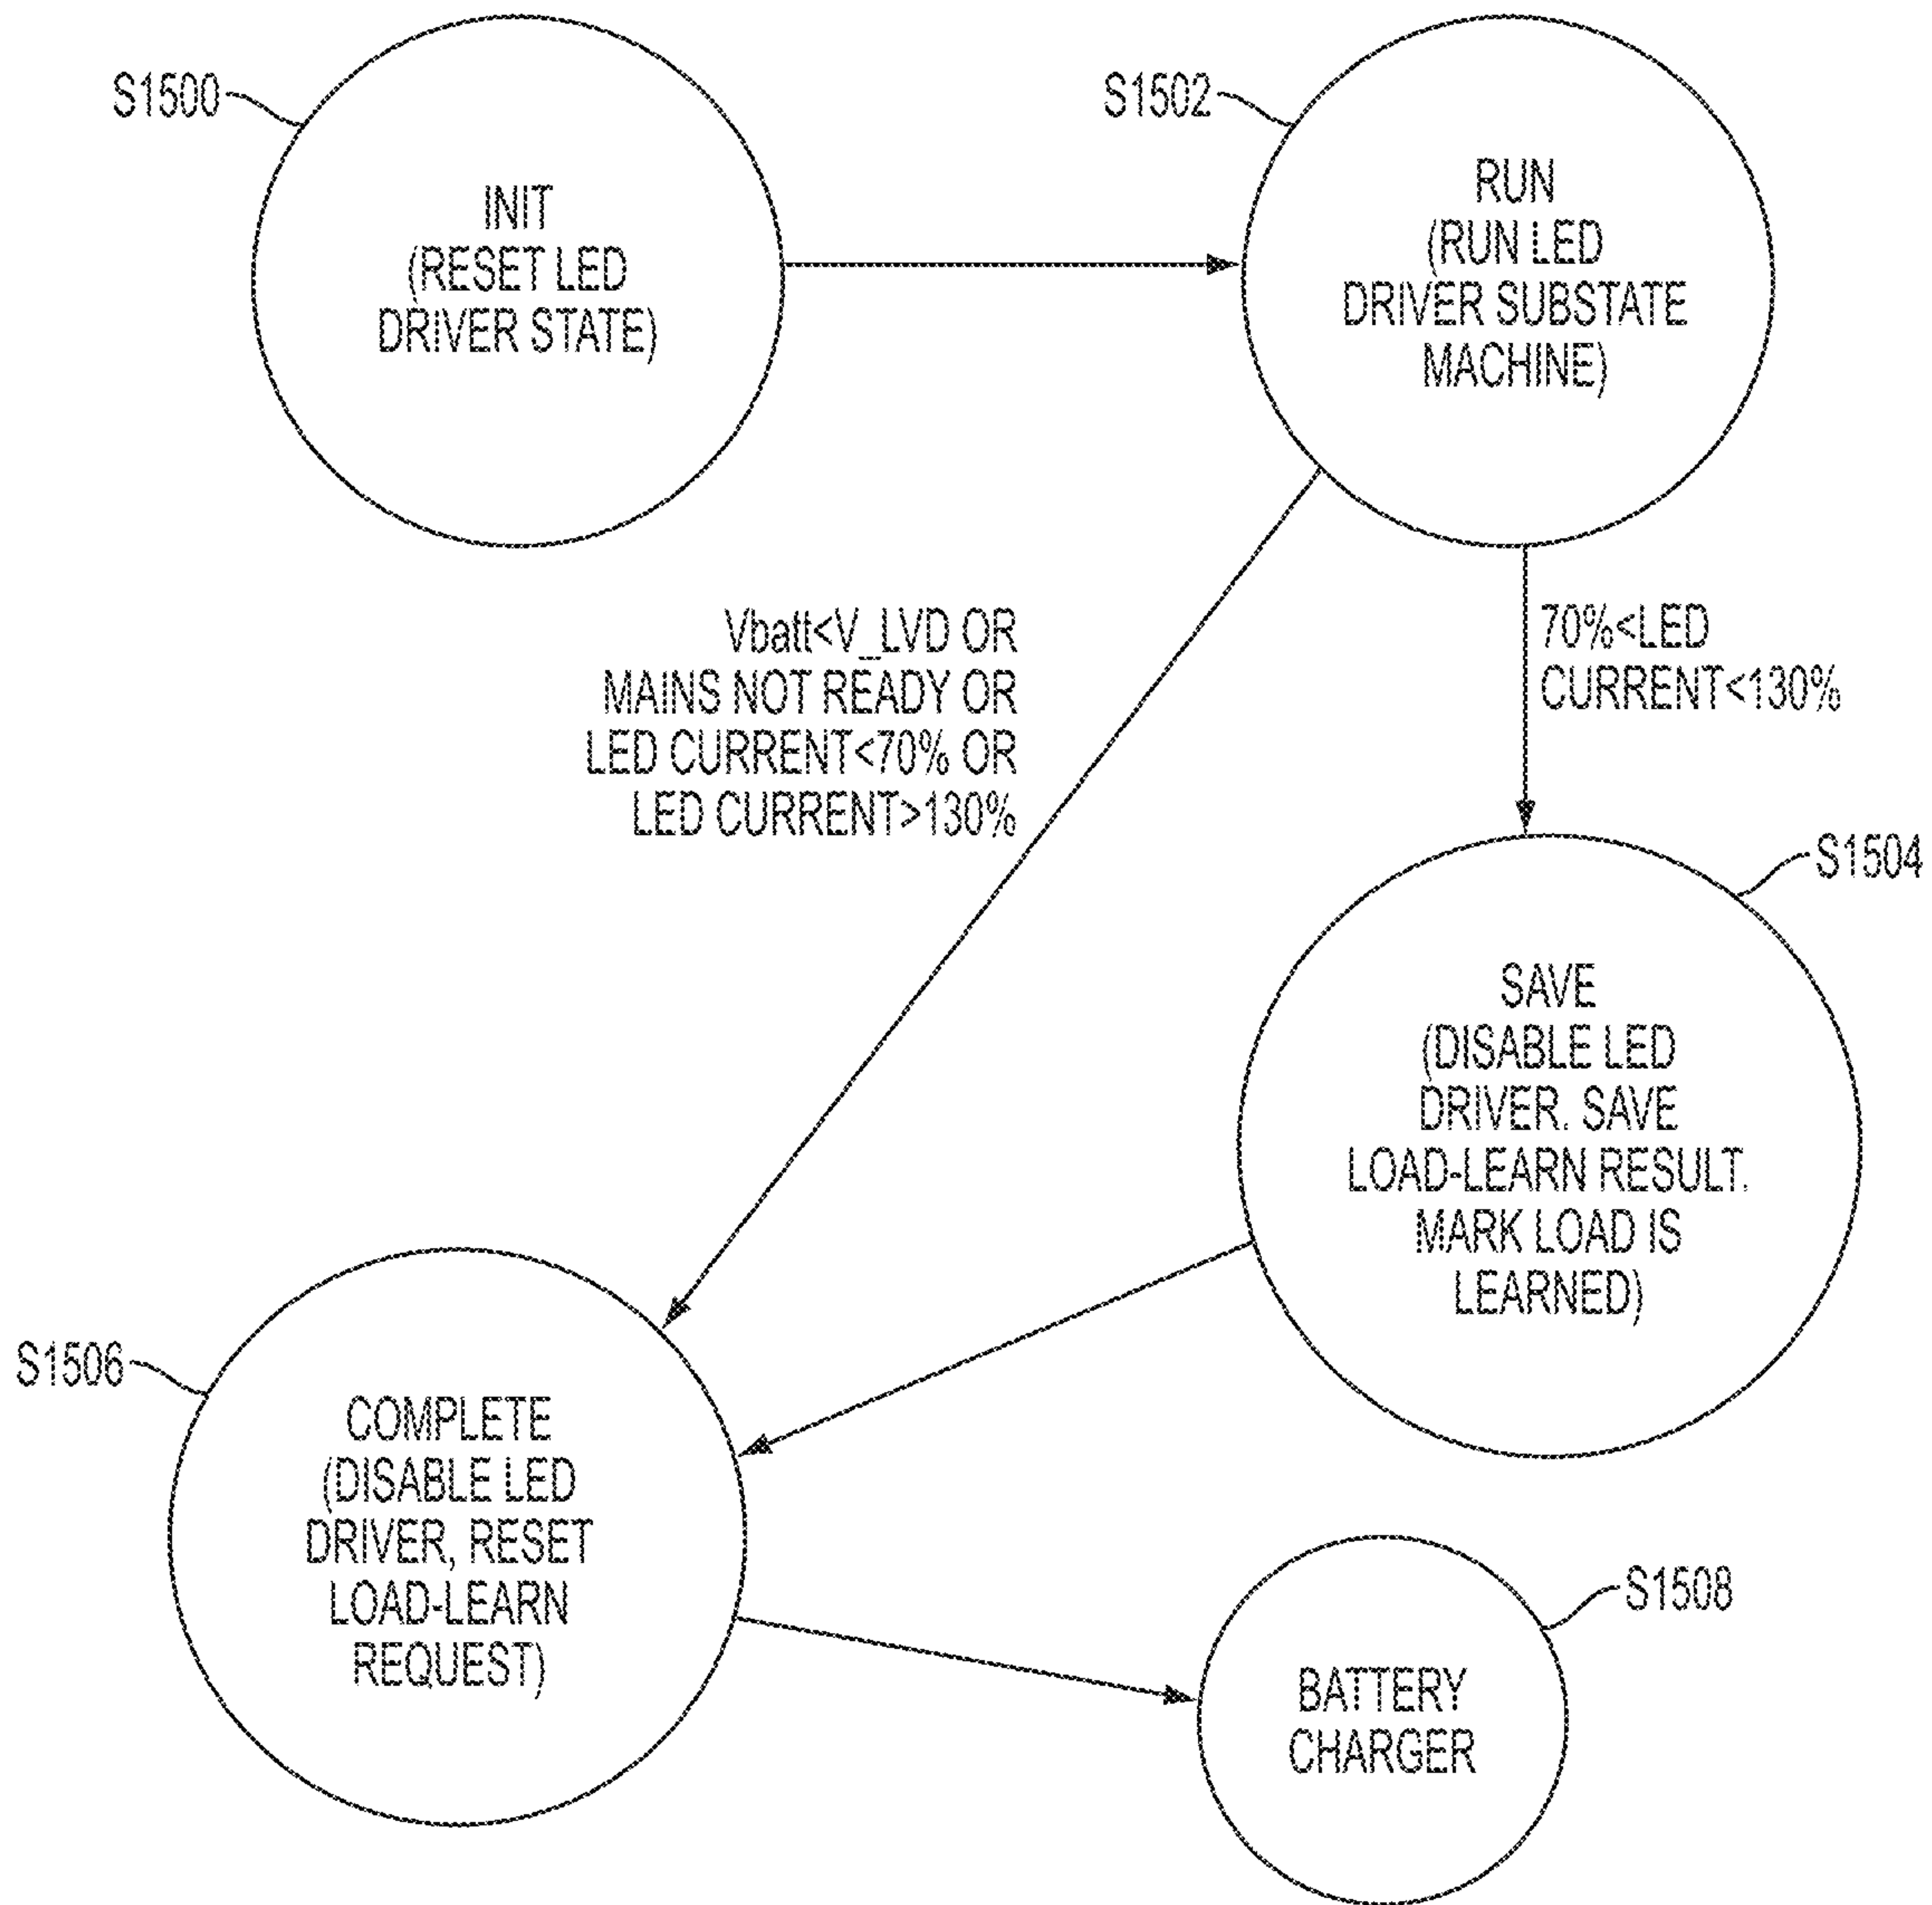 S1500
INIT
(RESET LED
DRIVER STATE)
S1502
RUN
(RUN LED
DRIVER SUBSTATE
MACHINE)
Vbatt<V_LVD OR
MAINS NOT READY OR
LED CURRENT<70% OR
LED CURRENT>130%
70%<LED
CURRENT<130%
S1504
SAVE
(DISABLE LED
DRIVER. SAVE
LOAD-LEARN RESULT.
MARK LOAD IS
LEARNED)
S1506
COMPLETE
(DISABLE LED
DRIVER, RESET
LOAD-LEARN
REQUEST)
S1508
BATTERY
CHARGER